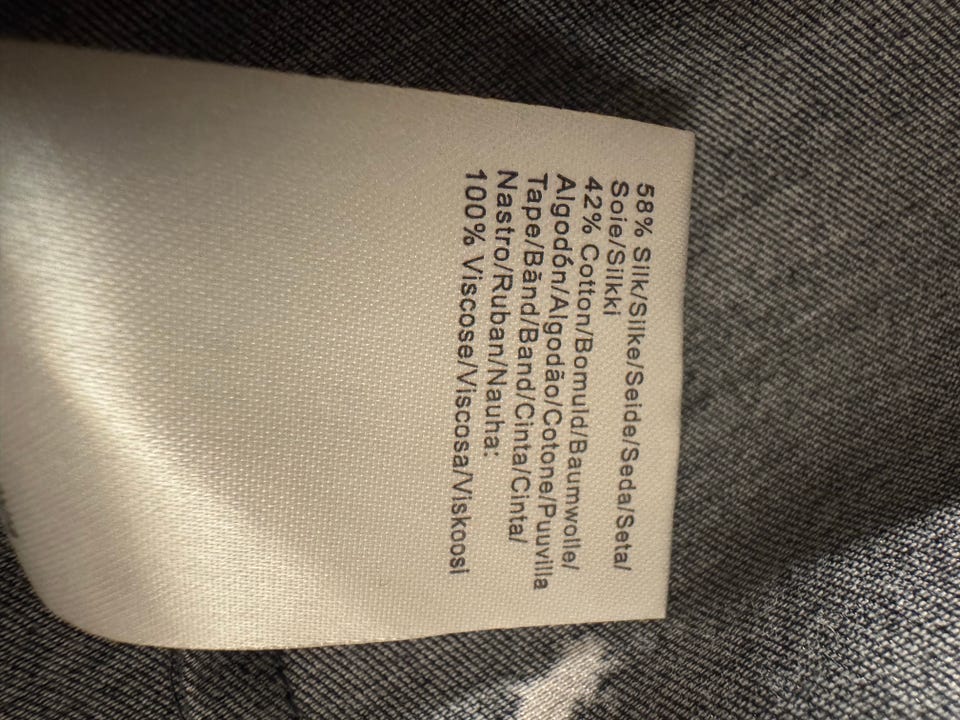 58% Silk/Silke/Seide/Seda/Seta/
Soie/Silkki
42% Cotton/Bomuld/Baumwolle/
Algodón/Algodão/Cotone/Puuvilla
Tape/Bänd/Band/Cinta/Cinta/
Nastro/Ruban/Nauha:
100% Viscose/Viscosa/Viskoosi